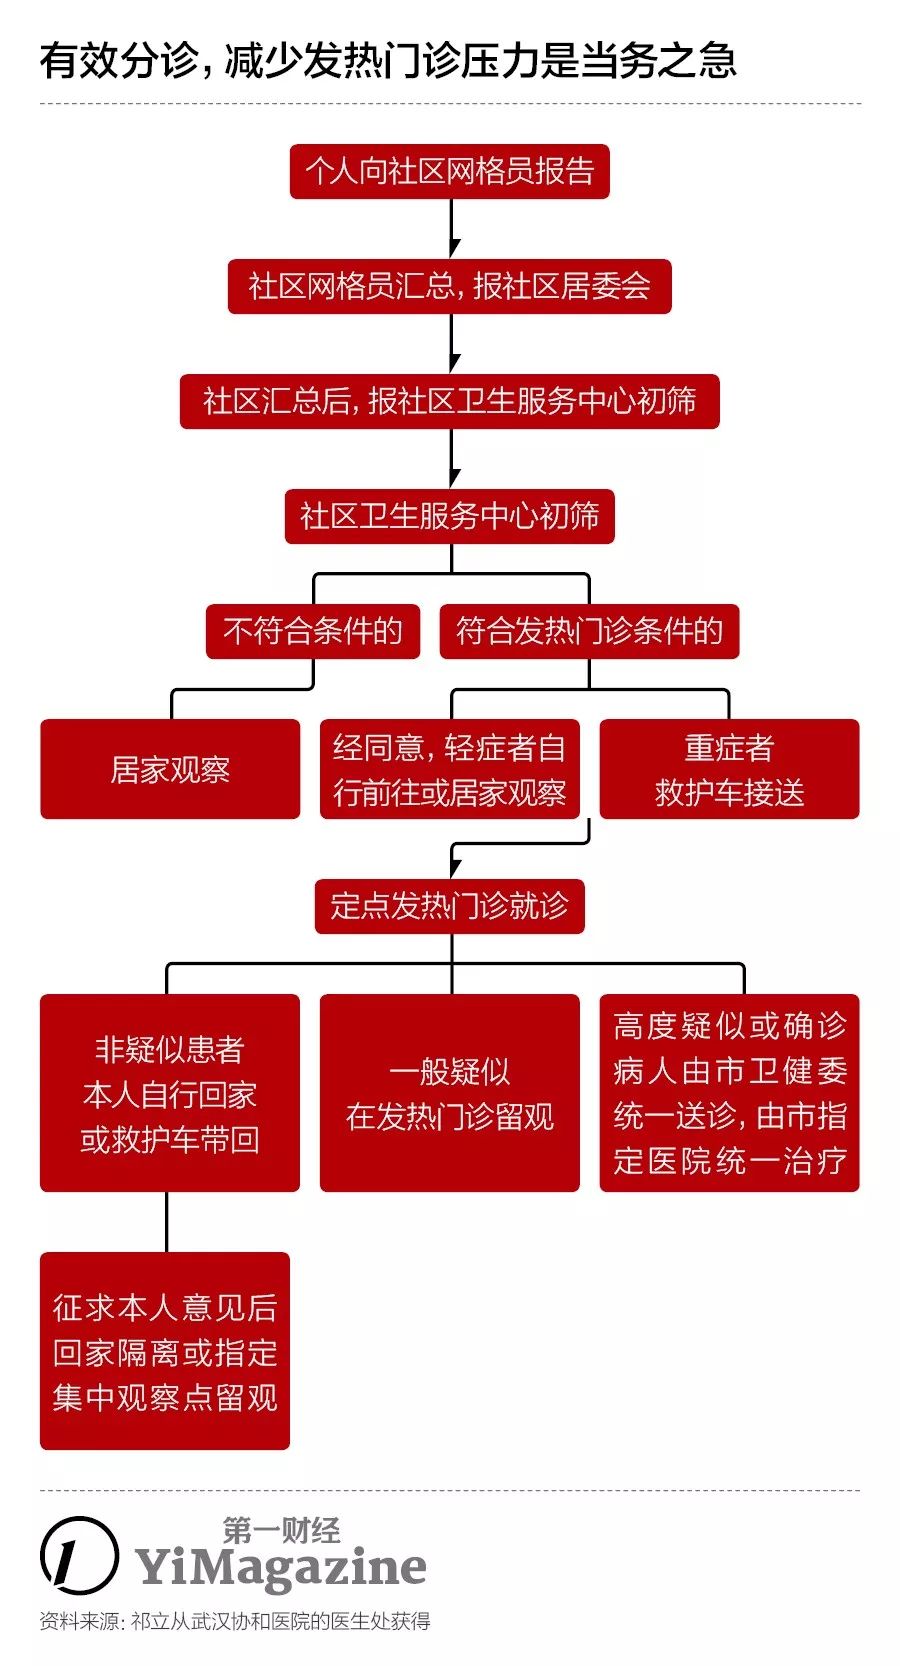 有效分诊，减少发热门诊压力是当务之急
个人向社区网格员报告
社区网格员汇总，报社区居委会
社区汇总后，报社区卫生服务中心初筛
社区卫生服务中心初筛
不符合条件的
符合发热门诊条件的
居家观察
经同意，轻症者自
行前往或居家观察
重症者
救护车接送
定点发热门诊就诊
非疑似患者
本人自行回家
或救护车带回
一般疑似
在发热门诊留观
高度疑似或确诊
病人由市卫健委
统一送诊，由市指
定医院统一治疗
征求本人意见后
回家隔离或指定
集中观察点留观
第一财经
YiMagazine
资料来源：祁立从武汉协和医院的医生处获得